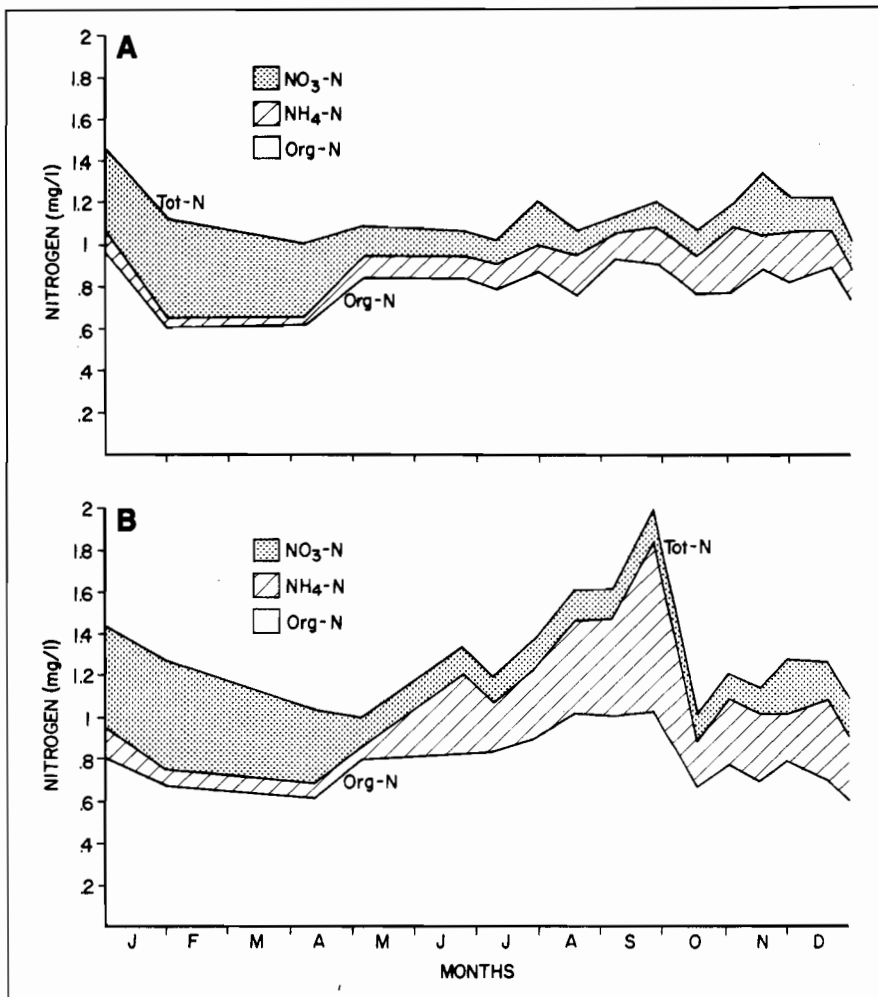 A
NO₃-N
NH₄-N
Org-N
2
1.8
1.6
1.4
1.2
1
.8
.6
.4
.2
NITROGEN (mg/l)
Tot-N
Org-N
B
NO₃-N
NH₄-N
Org-N
2
1.8
1.6
1.4
1.2
1
.8
.6
.4
.2
NITROGEN (mg/l)
Tot-N
Org-N
J F M A M J J A S O N D
MONTHS